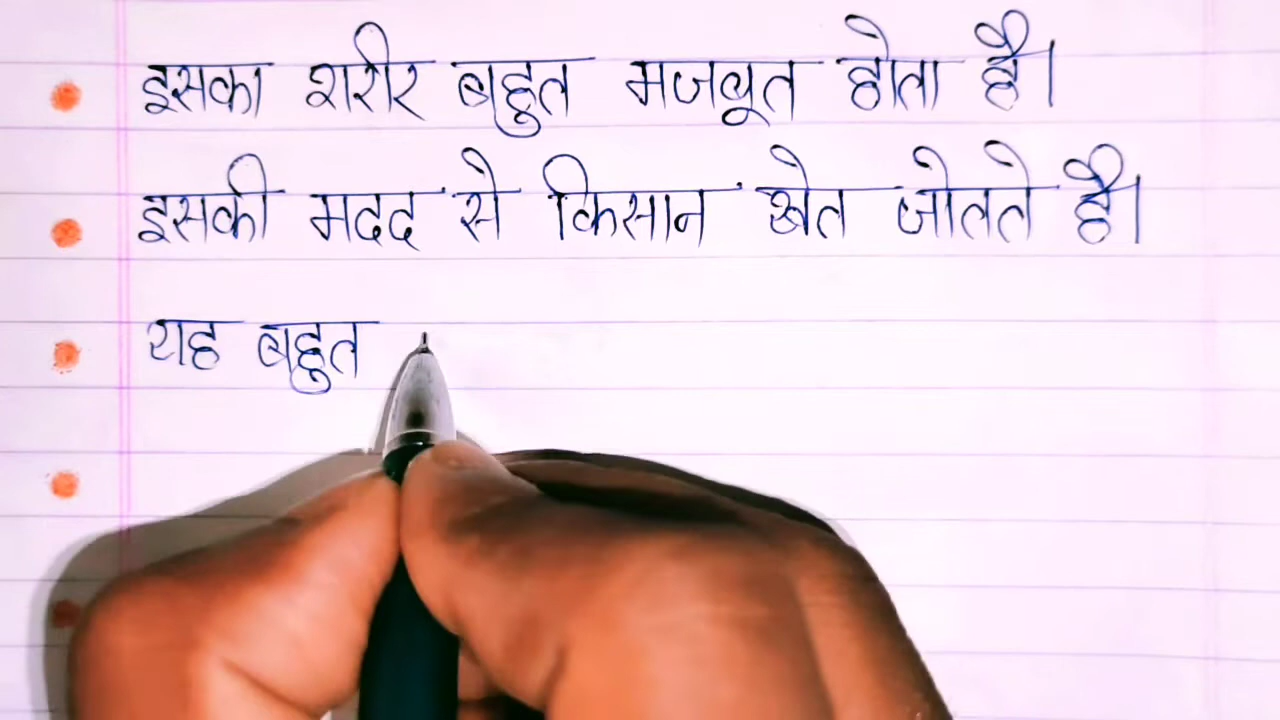 इसका शरीर बहुत मजबूत होता है।
इसकी मदद से किसान खेत जोतते है।
यह बहुत